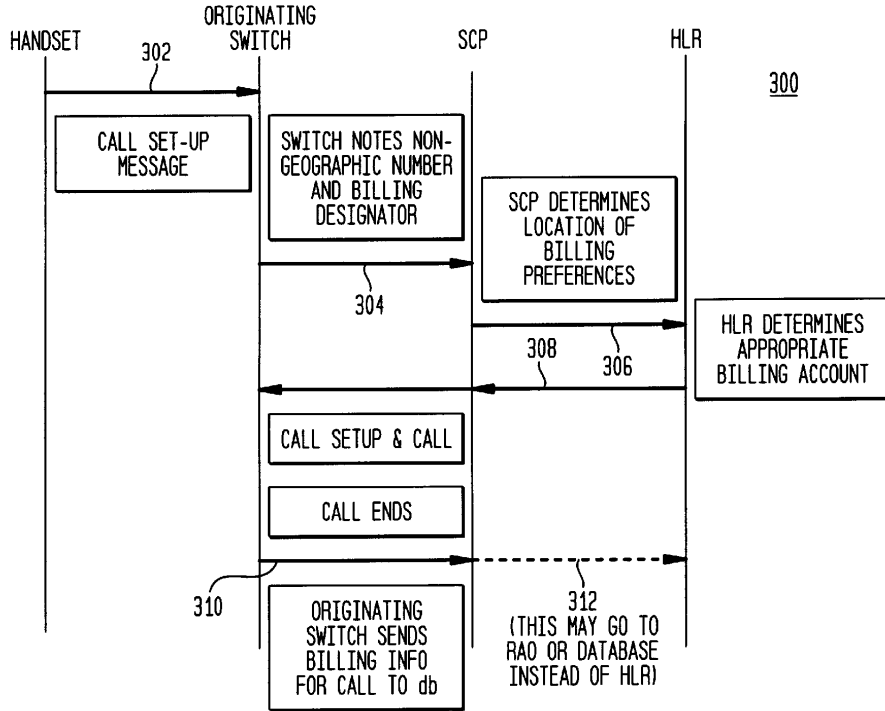 HANDSET
ORIGINATING
SWITCH
SCP
HLR
300
302
CALL SET-UP
MESSAGE
SWITCH NOTES NON-
GEOGRAPHIC NUMBER
AND BILLING
DESIGNATOR
304
SCP DETERMINES
LOCATION OF
BILLING
PREFERENCES
306
HLR DETERMINES
APPROPRIATE
BILLING ACCOUNT
308
CALL SETUP & CALL
CALL ENDS
310
ORIGINATING
SWITCH SENDS
BILLING INFO
FOR CALL TO db
312
(THIS MAY GO TO
RAO OR DATABASE
INSTEAD OF HLR)